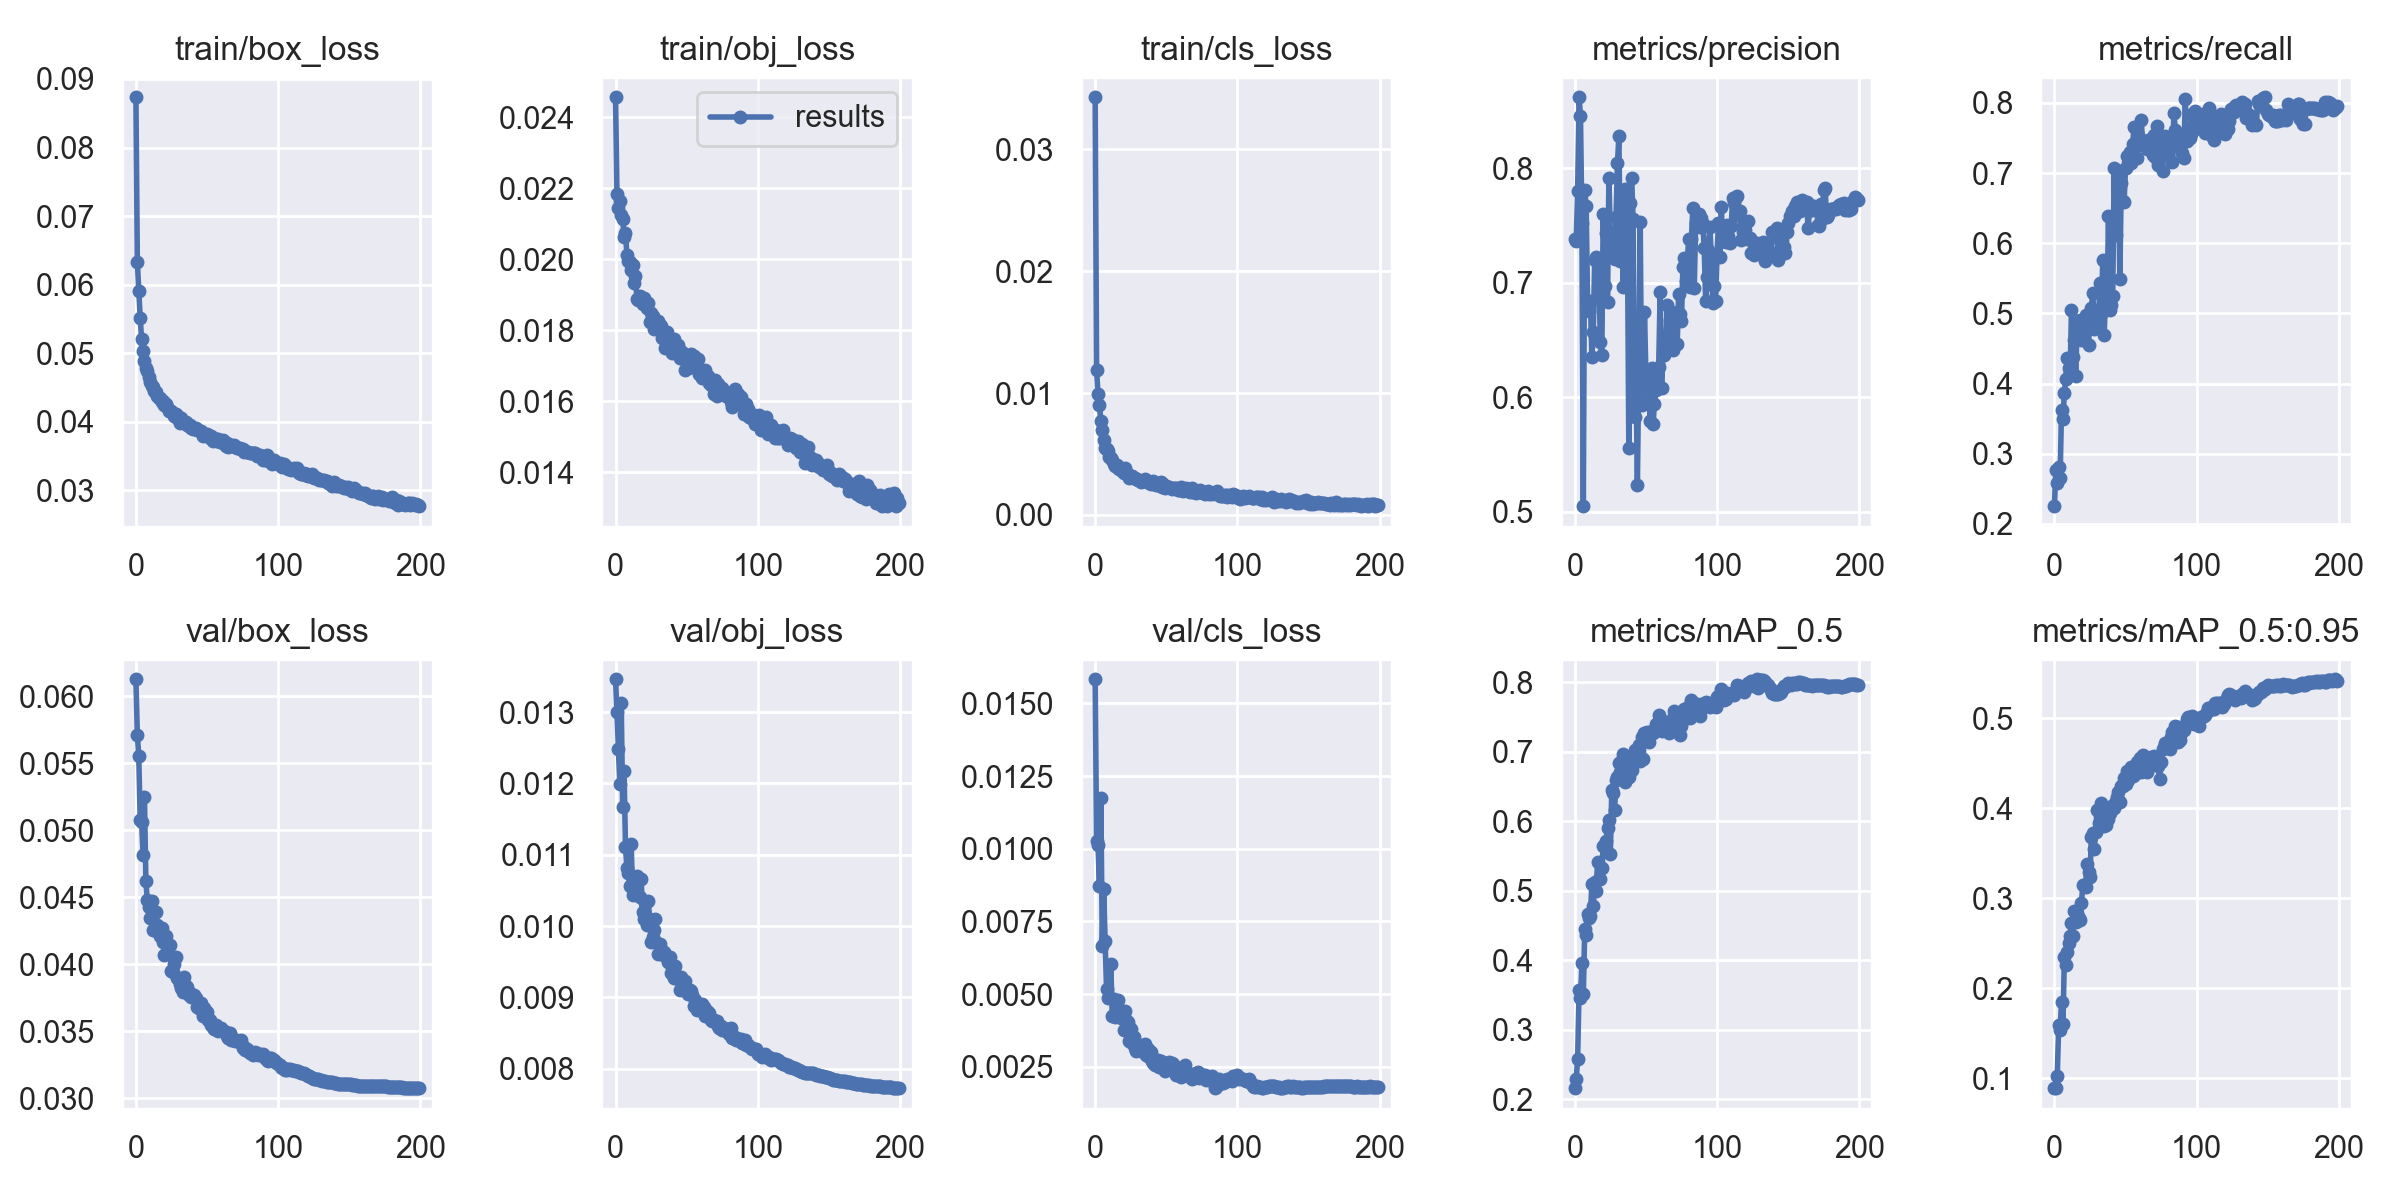 train/box_loss
0.09
0.08
0.07
0.06
0.05
0.04
0.03
0 100 200
train/obj_loss
results
0.024
0.022
0.020
0.018
0.016
0.014
0 100 200
train/cls_loss
0.03
0.02
0.01
0.00
0 100 200
metrics/precision
0.8
0.7
0.6
0.5
0 100 200
metrics/recall
0.8
0.7
0.6
0.5
0.4
0.3
0.2
0 100 200
val/box_loss
0.060
0.055
0.050
0.045
0.040
0.035
0.030
0 100 200
val/obj_loss
0.013
0.012
0.011
0.010
0.009
0.008
0 100 200
val/cls_loss
0.0150
0.0125
0.0100
0.0075
0.0050
0.0025
0 100 200
metrics/mAP_0.5
0.8
0.7
0.6
0.5
0.4
0.3
0.2
0 100 200
metrics/mAP_0.5:0.95
0.5
0.4
0.3
0.2
0.1
0 100 200